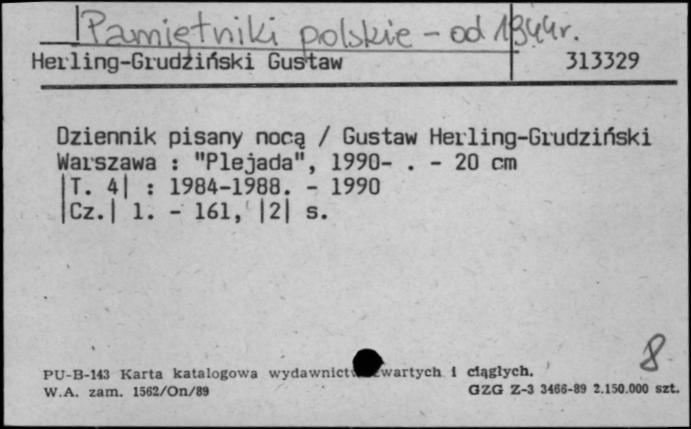 Pamiętniki polskie - od 1944r.
Herling-Grudziński Gustaw 313329
Dziennik pisany nocą / Gustaw Herling-Grudziński
Warszawa : "Plejada", 1990- . - 20 cm
|T. 4| : 1984-1988. - 1990
|Cz.| 1. - 161, |2| s.
8
PU-B-143 Karta katalogowa wydawnictw zwartych i ciągłych.
W.A. zam. 1562/On/89 GZG Z-3 3466-89 2.150.000 szt.